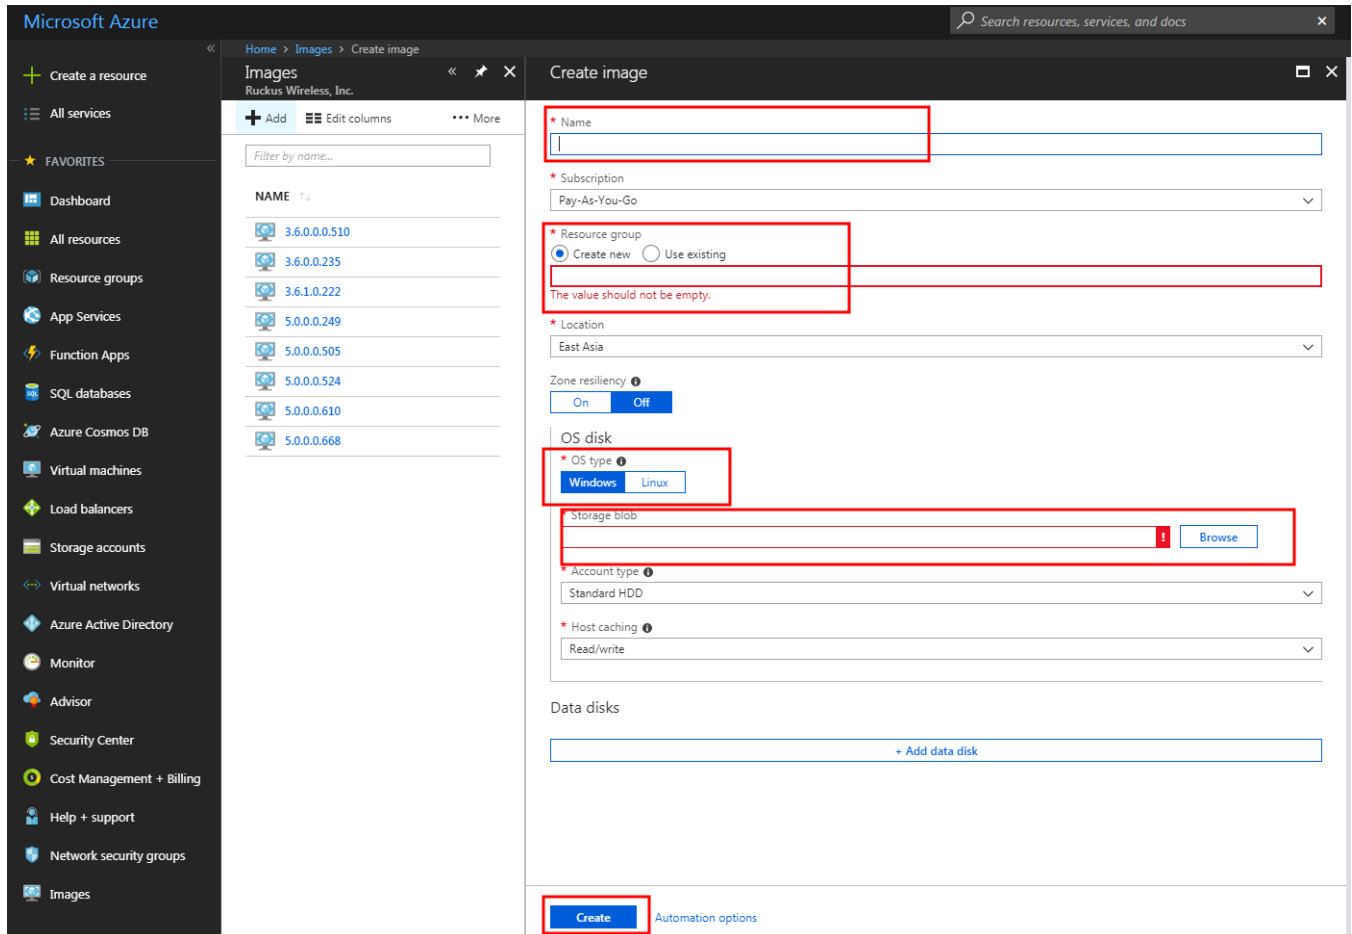 Microsoft Azure
Search resources, services, and docs
Create a resource
All services
FAVORITES
Dashboard
All resources
Resource groups
App Services
Function Apps
SQL databases
Azure Cosmos DB
Virtual machines
Load balancers
Storage accounts
Virtual networks
Azure Active Directory
Monitor
Advisor
Security Center
Cost Management + Billing
Help + support
Network security groups
Images
Home > Images > Create image
Images
Ruckus Wireless, Inc.
Add Edit columns ••• More
Filter by name...
NAME
3.6.0.0.0.510
3.6.0.0.235
3.6.1.0.222
5.0.0.0.249
5.0.0.0.505
5.0.0.0.524
5.0.0.0.610
5.0.0.0.668
Create image
* Name
* Subscription
Pay-As-You-Go
* Resource group
Create new Use existing
The value should not be empty.
* Location
East Asia
Zone resiliency
On Off
OS disk
* OS type
Windows Linux
* Storage blob
! Browse
* Account type
Standard HDD
* Host caching
Read/write
Data disks
+ Add data disk
Create Automation options